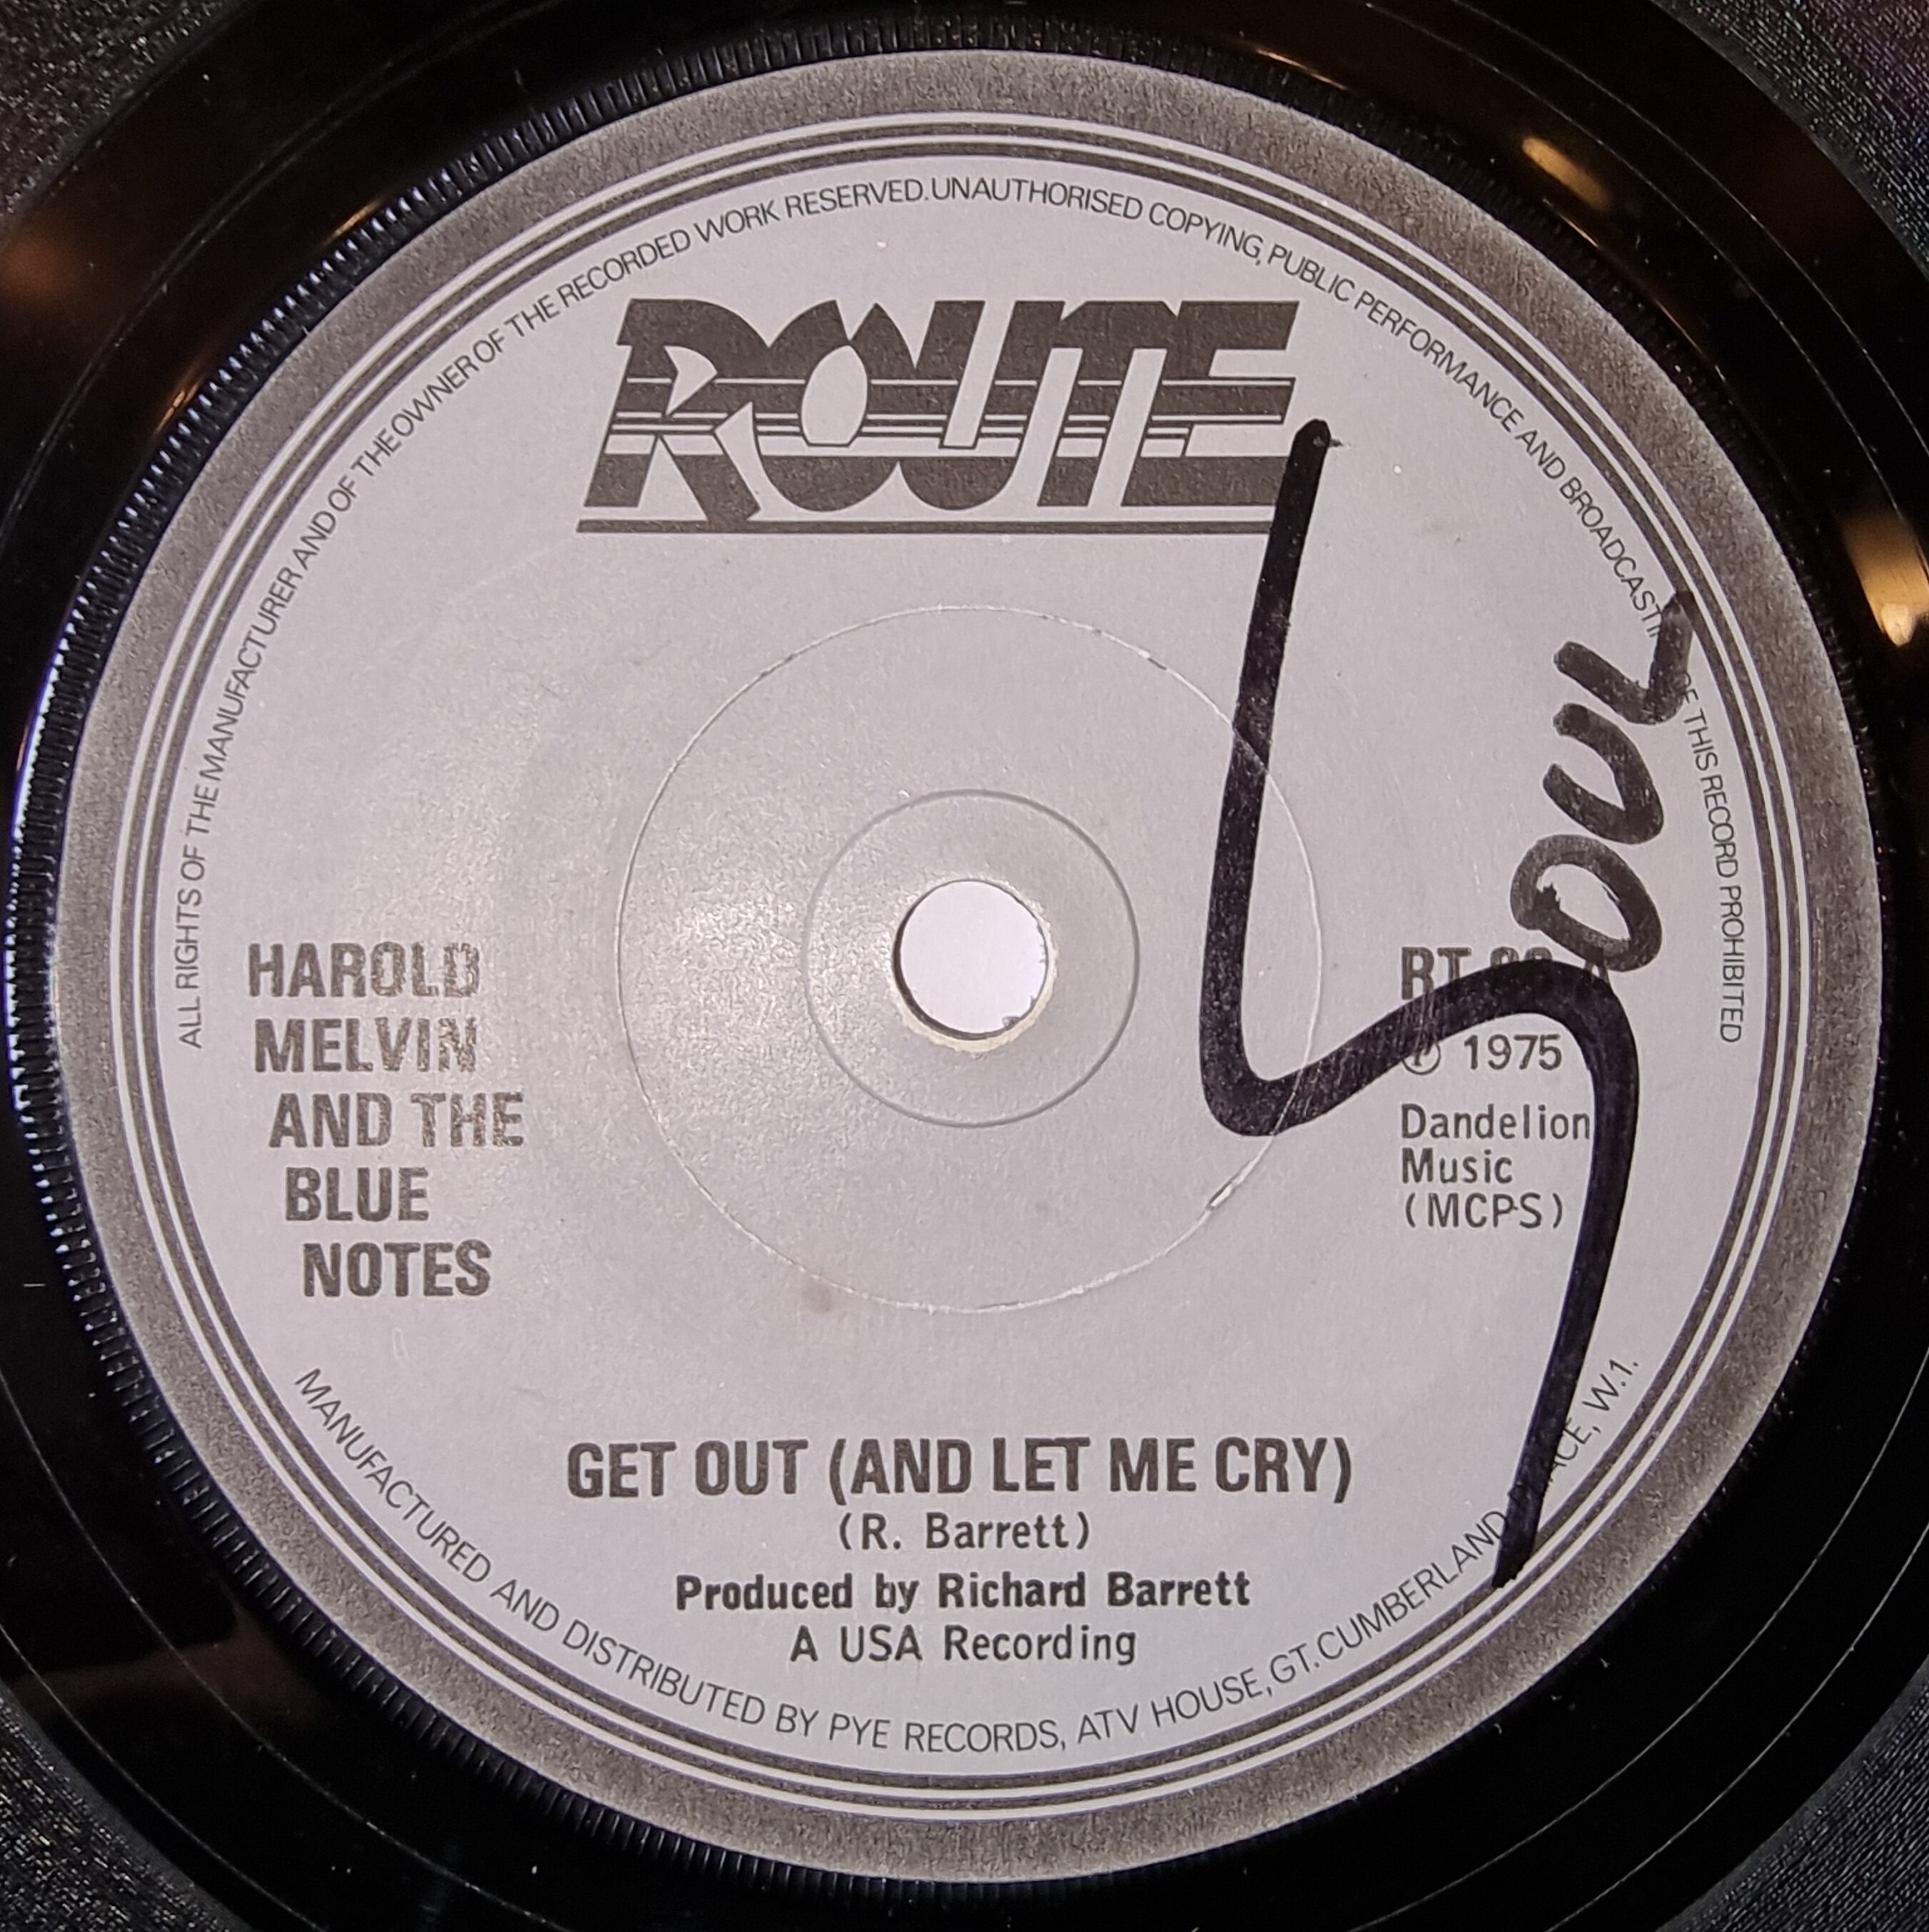 ALL RIGHTS OF THE MANUFACTURER AND OF THE OWNER OF THE RECORDED WORK RESERVED. UNAUTHORISED COPYING, PUBLIC PERFORMANCE AND BROADCASTING OF THIS RECORD PROHIBITED
ROUTE
SOUL
HAROLD
MELVIN
AND THE
BLUE
NOTES
RT
℗ 1975
Dandelion
Music
(MCPS)
GET OUT (AND LET ME CRY)
(R. Barrett)
Produced by Richard Barrett
A USA Recording
MANUFACTURED AND DISTRIBUTED BY PYE RECORDS, ATV HOUSE, GT. CUMBERLAND PLACE, W.1.